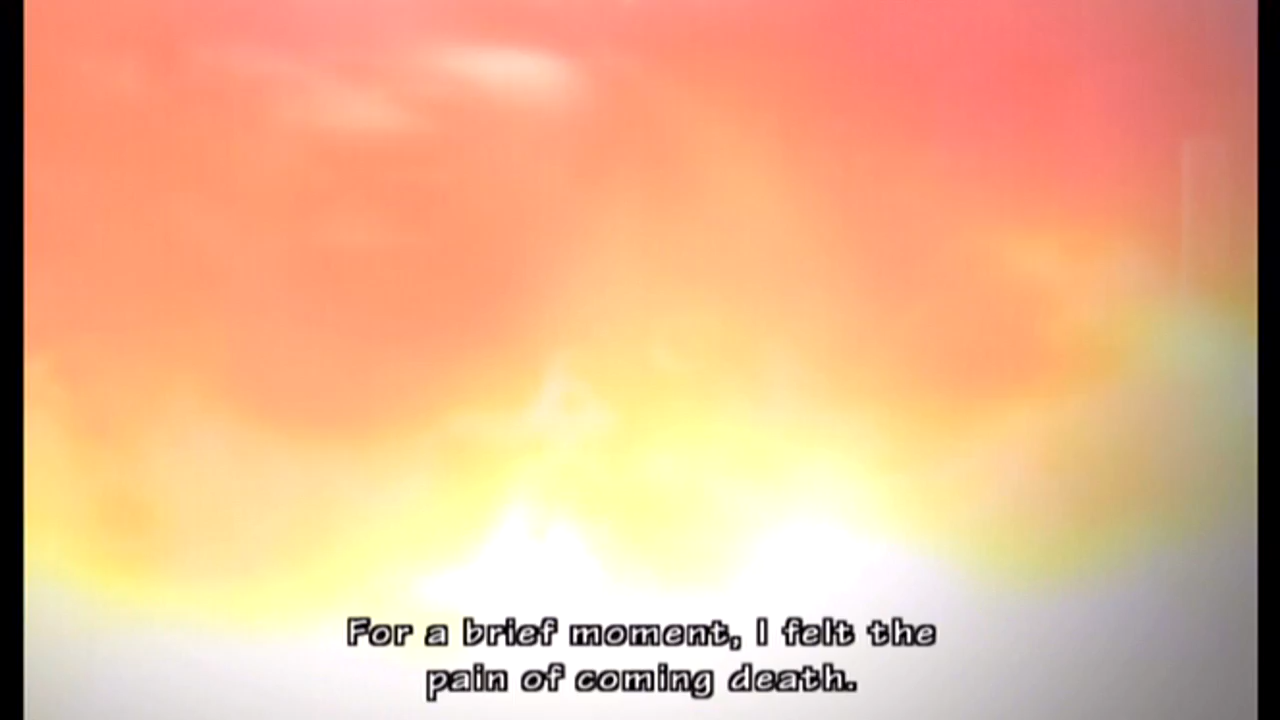 For a brief moment, I felt the
pain of coming death.